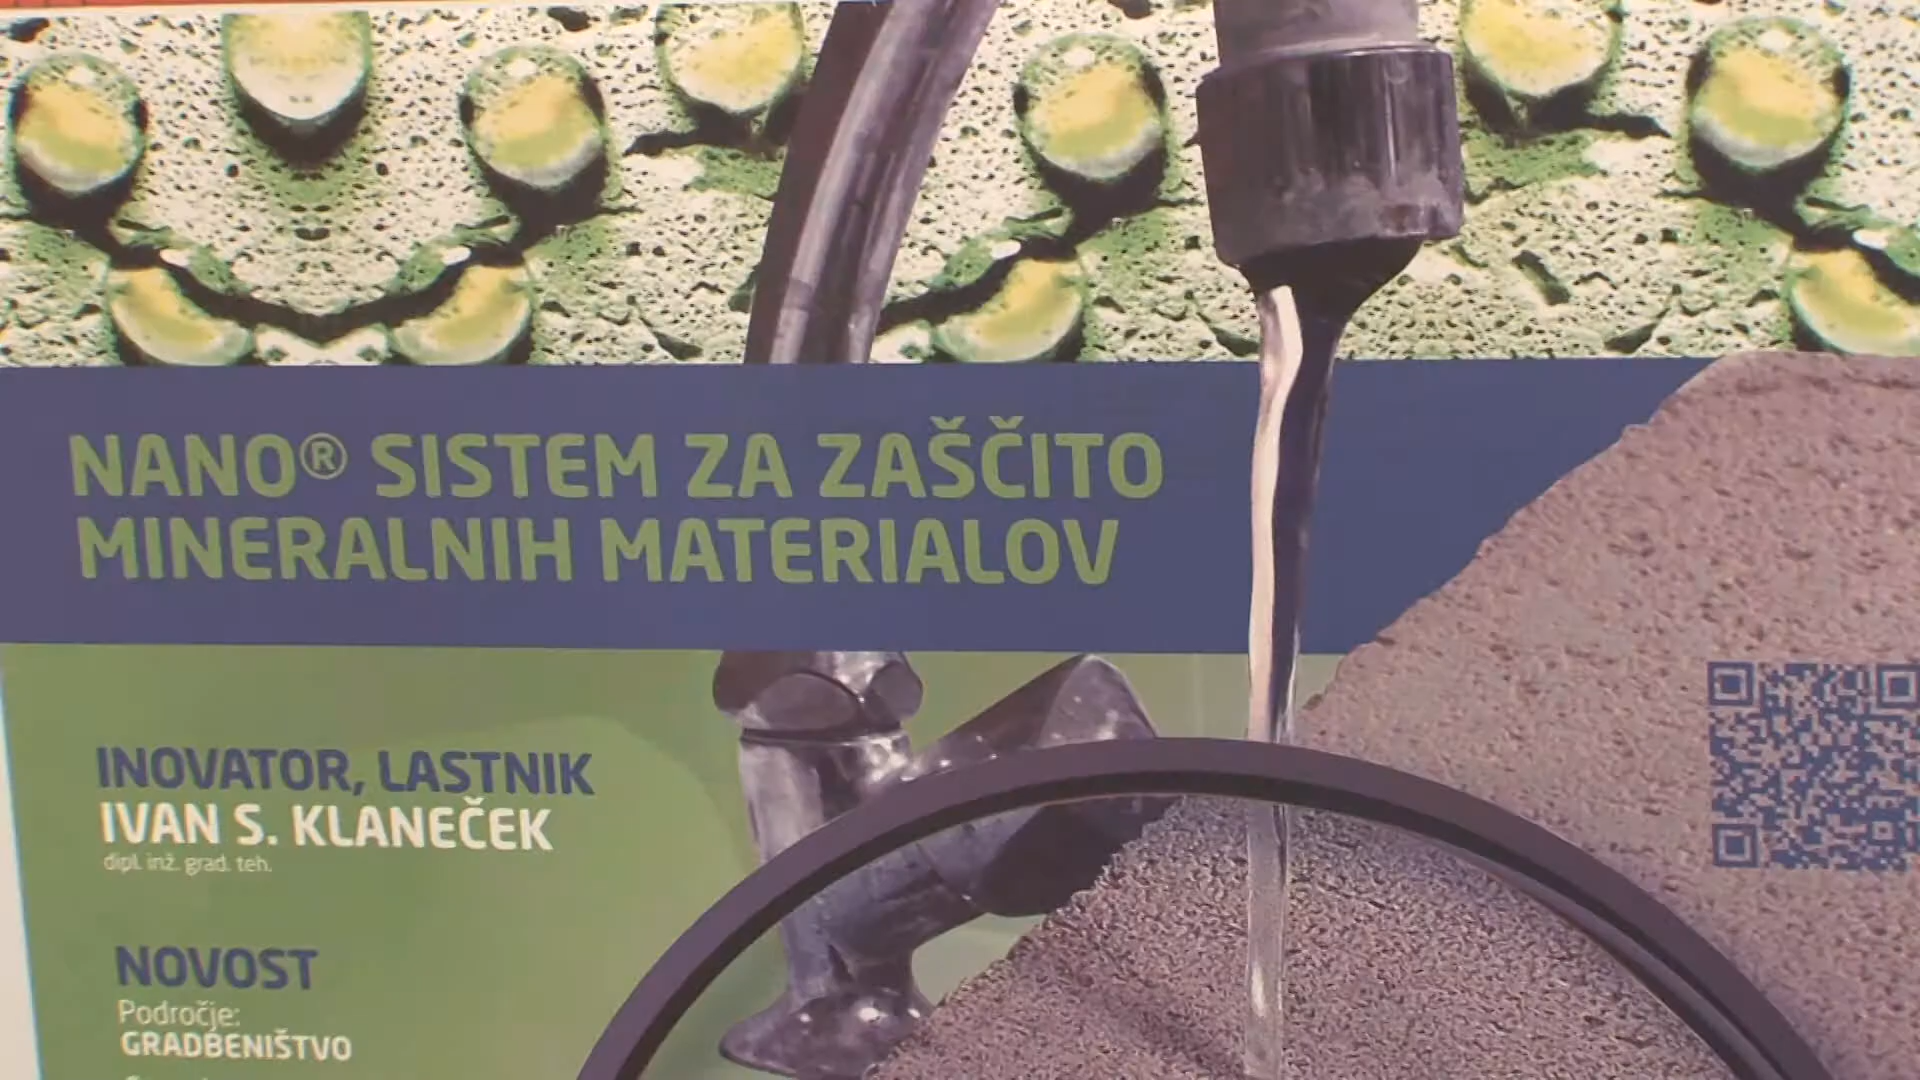 NANO® SISTEM ZA ZAŠČITO
MINERALNIH MATERIALOV
INOVATOR, LASTNIK
IVAN S. KLANEČEK
dipl. inž. grad. teh.
NOVOST
Področje:
GRADBENIŠTVO